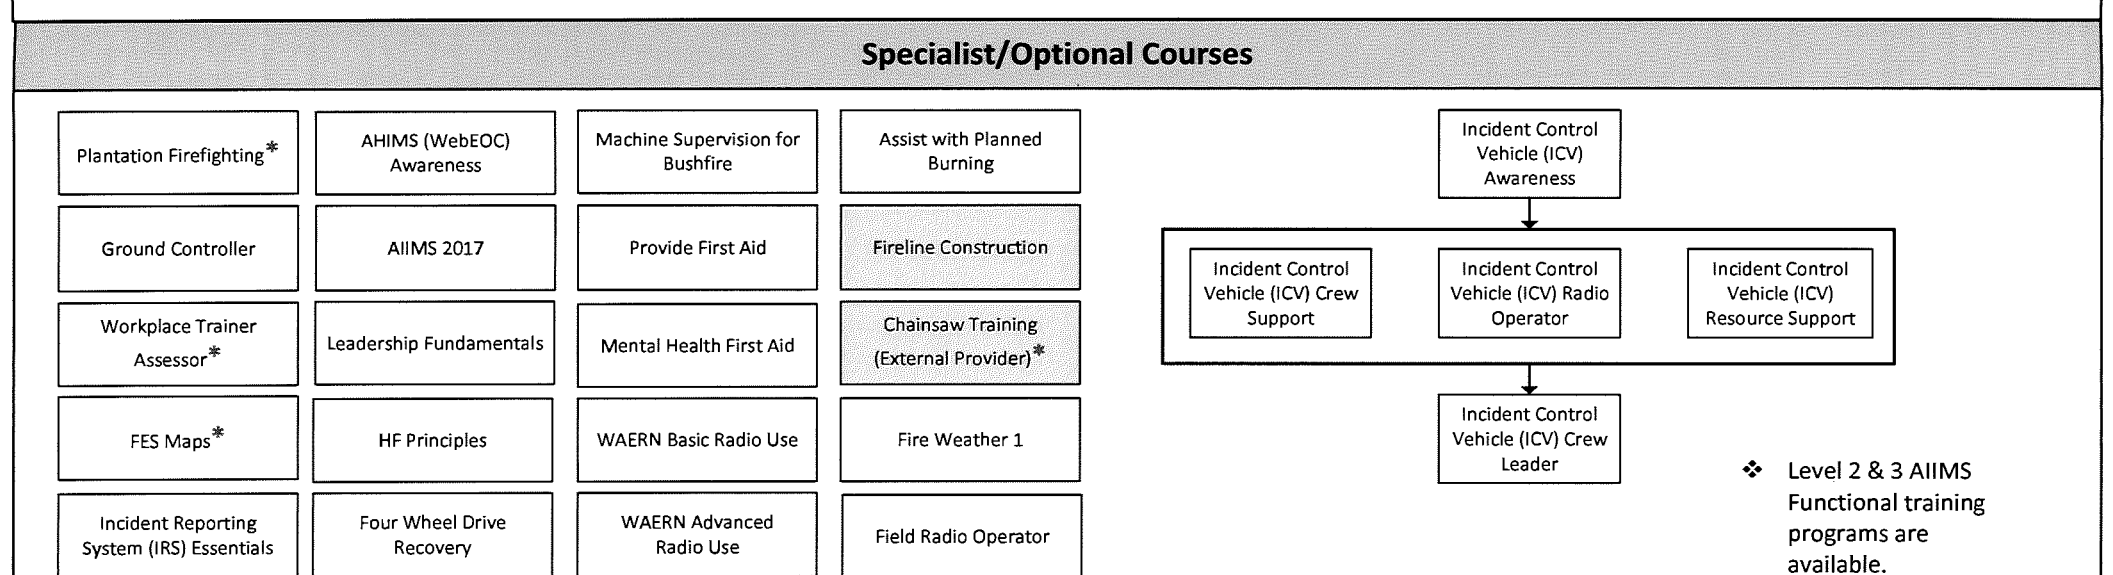 Specialist/Optional Courses
Plantation Firefighting*
AHIMS (WebEOC)
Awareness
Machine Supervision for
Bushfire
Assist with Planned
Burning
Ground Controller
AIIMS 2017
Provide First Aid
Fireline Construction
Workplace Trainer
Assessor*
Leadership Fundamentals
Mental Health First Aid
Chainsaw Training
(External Provider)*
FES Maps*
HF Principles
WAERN Basic Radio Use
Fire Weather 1
Incident Reporting
System (IRS) Essentials
Four Wheel Drive
Recovery
WAERN Advanced
Radio Use
Field Radio Operator
Incident Control
Vehicle (ICV)
Awareness
Incident Control
Vehicle (ICV) Crew
Support
Incident Control
Vehicle (ICV) Radio
Operator
Incident Control
Vehicle (ICV)
Resource Support
Incident Control
Vehicle (ICV) Crew
Leader
❖ Level 2 & 3 AIIMS
Functional training
programs are
available.